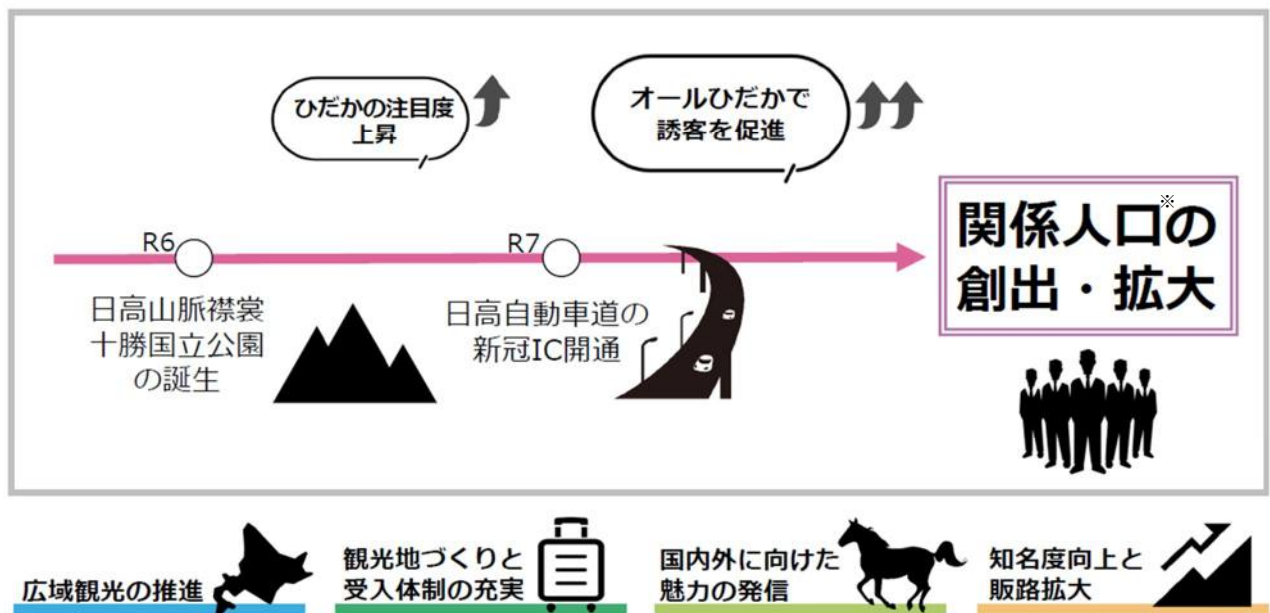 ひだかの注目度
上昇
オールひだかで
誘客を促進
R6
R7
日高山脈襟裳
十勝国立公園
の誕生
日高自動車道の
新冠IC開通
関係人口の※
創出・拡大
広域観光の推進
観光地づくりと
受入体制の充実
国内外に向けた
魅力の発信
知名度向上と
販路拡大